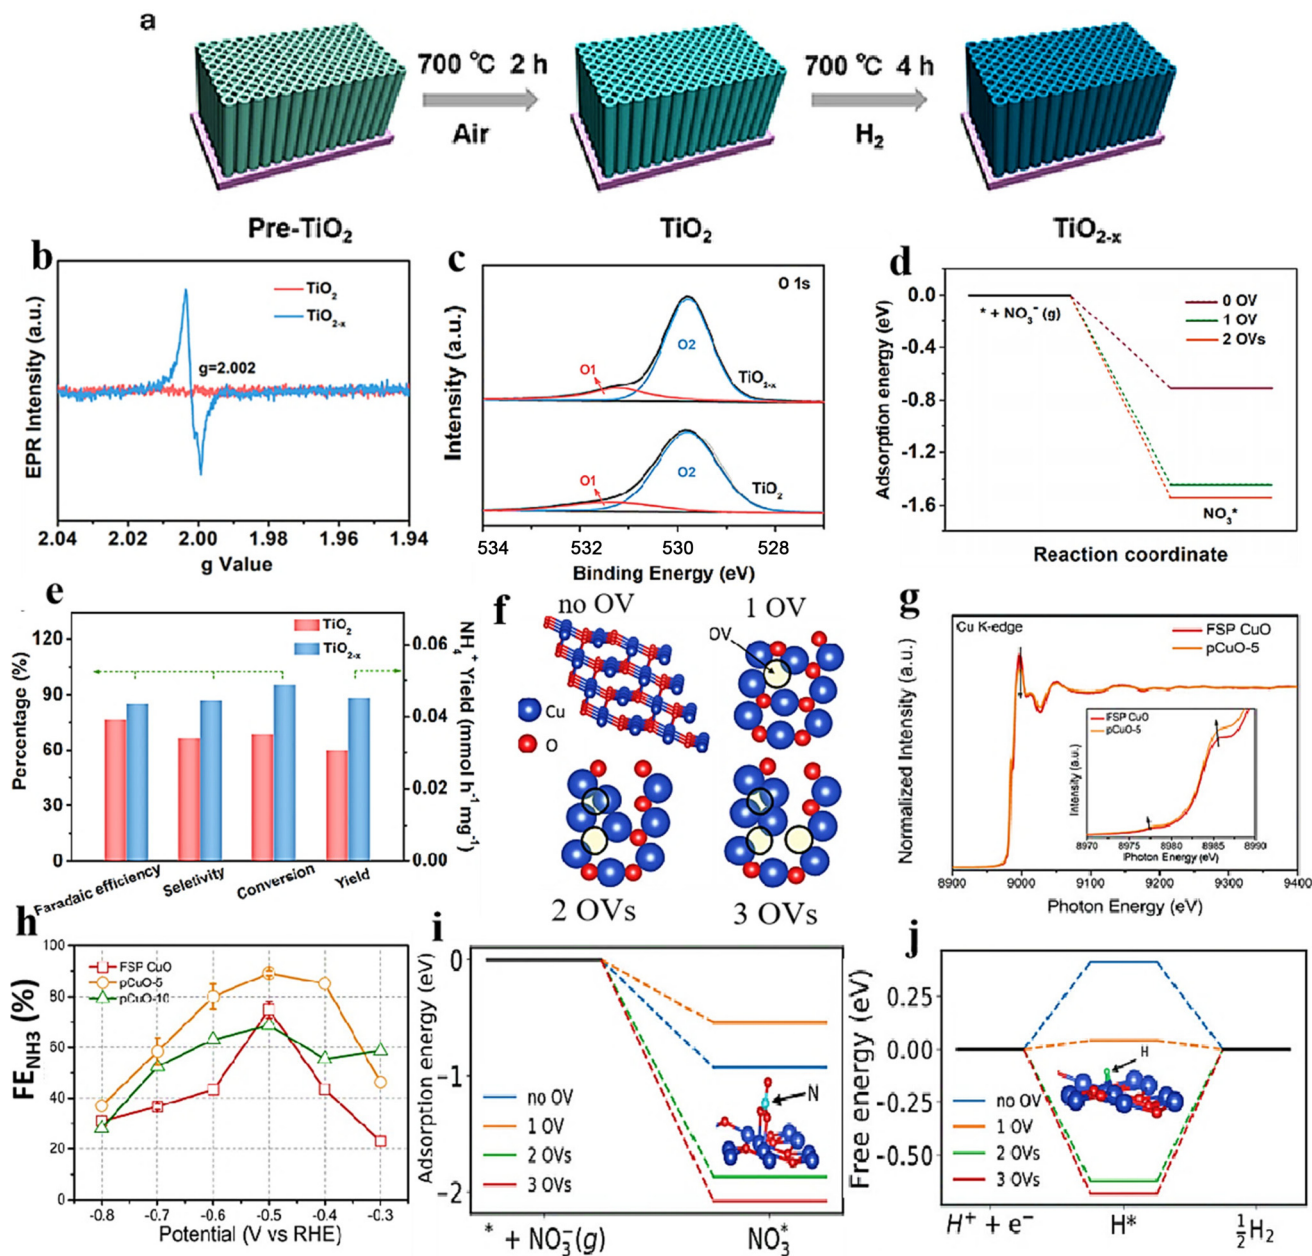 a
700 °C 2 h
Air
700 °C 4 h
H₂
Pre-TiO₂
TiO₂
TiO₂₋ₓ
b
EPR Intensity (a.u.)
TiO₂
TiO₂₋ₓ
g=2.002
2.04 2.02 2.00 1.98 1.96 1.94
g Value
c
Intensity (a.u.)
O 1s
O1
O2
TiO₂₋ₓ
O1
O2
TiO₂
534 532 530 528
Binding Energy (eV)
d
Adsorption energy (eV)
0.0
-0.4
-0.8
-1.2
-1.6
* + NO₃⁻ (g)
0 OV
1 OV
2 OVs
NO₃*
Reaction coordinate
e
Percentage (%)
120
90
60
30
0
TiO₂
TiO₂₋ₓ
0.06
0.04
0.02
0.00
NH₄⁺ Yield (mmol h⁻¹ mg⁻¹)
Faradaic efficiency
Seletivity
Conversion
Yield
f
no OV
1 OV
OV
Cu
O
2 OVs
3 OVs
g
Normalized Intensity (a.u.)
Cu K-edge
FSP CuO
pCuO-5
FSP CuO
pCuO-5
Intensity (a.u.)
8970 8975 8980 8985 8990
Photon Energy (eV)
8900 9000 9100 9200 9300 9400
Photon Energy (eV)
h
FE_NH3 (%)
100
80
60
40
20
0
FSP CuO
pCuO-5
pCuO-10
-0.8 -0.7 -0.6 -0.5 -0.4 -0.3
Potential (V vs RHE)
i
Adsorption energy (eV)
0
−1
−2
no OV
1 OV
2 OVs
3 OVs
N
* + NO₃⁻(g)
NO₃*
j
Free energy (eV)
0.25
0.00
−0.25
−0.50
H
no OV
1 OV
2 OVs
3 OVs
H⁺ + e⁻
H*
½H₂